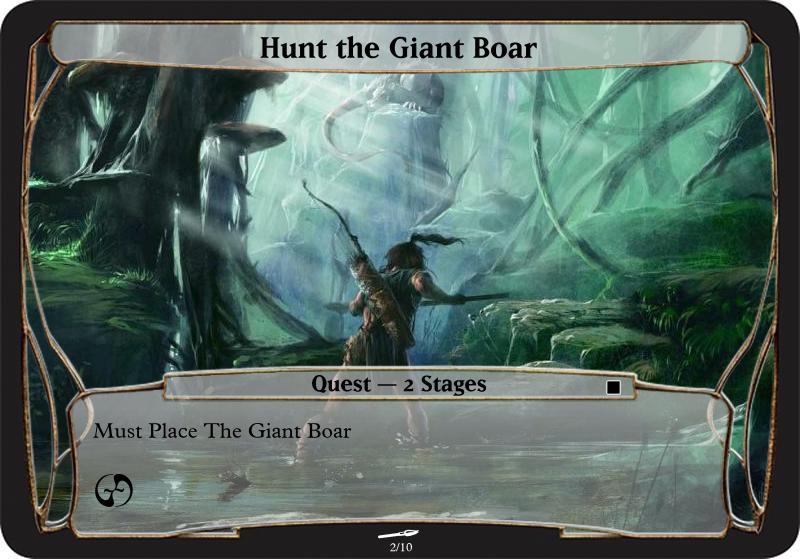 Hunt the Giant Boar
Quest — 2 Stages
Must Place The Giant Boar
2/10